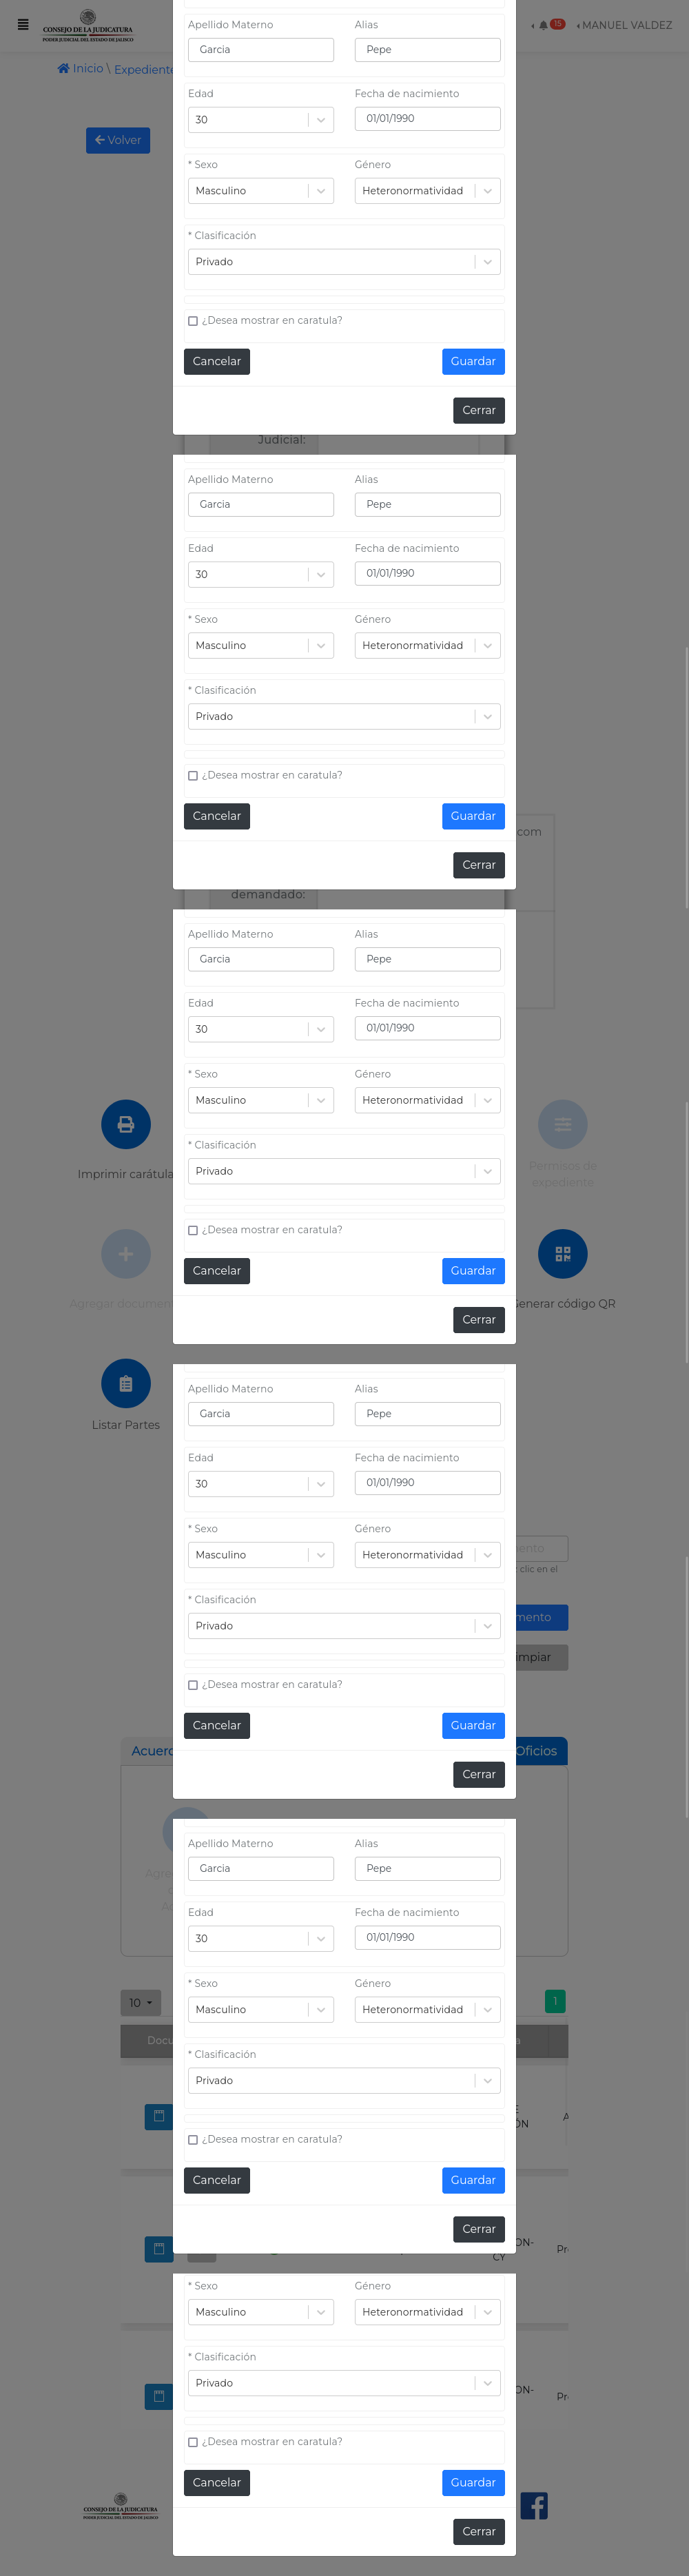 CONSEJO DE LA JUDICATURA
PODER JUDICIAL DEL ESTADO DE JALISCO
15
MANUEL VALDEZ
Inicio \ Expediente
Volver
Apellido Materno Alias
Garcia Pepe
Edad Fecha de nacimiento
30 01/01/1990
* Sexo Género
Masculino Heteronormatividad
* Clasificación
Privado
¿Desea mostrar en caratula?
Cancelar Guardar
Cerrar
Judicial:
Apellido Materno Alias
Garcia Pepe
Edad Fecha de nacimiento
30 01/01/1990
* Sexo Género
Masculino Heteronormatividad
* Clasificación
Privado
¿Desea mostrar en caratula?
Cancelar Guardar
com
Cerrar
demandado:
Apellido Materno Alias
Garcia Pepe
Edad Fecha de nacimiento
30 01/01/1990
* Sexo Género
Masculino Heteronormatividad
* Clasificación
Privado
Imprimir carátula
Permisos de
expediente
¿Desea mostrar en caratula?
Cancelar Guardar
Agregar document
Generar código QR
Cerrar
Apellido Materno Alias
Garcia Pepe
Listar Partes
Edad Fecha de nacimiento
30 01/01/1990
* Sexo Género
Masculino Heteronormatividad
ento
clic en el
* Clasificación
Privado
mento
impiar
¿Desea mostrar en caratula?
Cancelar Guardar
Acuerd
Oficios
Cerrar
Apellido Materno Alias
Garcia Pepe
Agre
A
Edad Fecha de nacimiento
30 01/01/1990
* Sexo Género
Masculino Heteronormatividad
10
1
Docu
a
* Clasificación
Privado
E
ÓN
A
¿Desea mostrar en caratula?
Cancelar Guardar
Cerrar
ON-
CY
Pr
* Sexo Género
Masculino Heteronormatividad
* Clasificación
Privado
ON-
Pr
¿Desea mostrar en caratula?
Cancelar Guardar
CONSEJO DE LA JUDICATURA
PODER JUDICIAL DEL ESTADO DE JALISCO
Cerrar